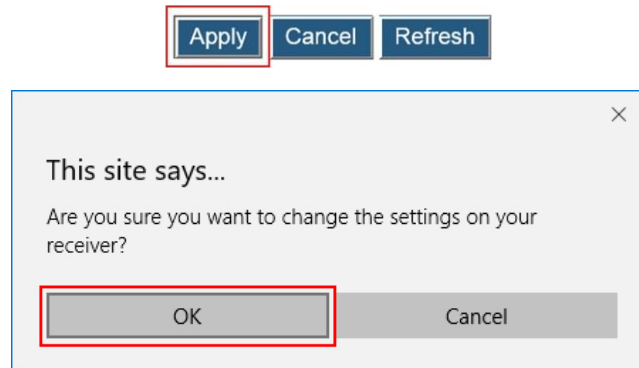 Apply Cancel Refresh
This site says...
Are you sure you want to change the settings on your
receiver?
OK Cancel